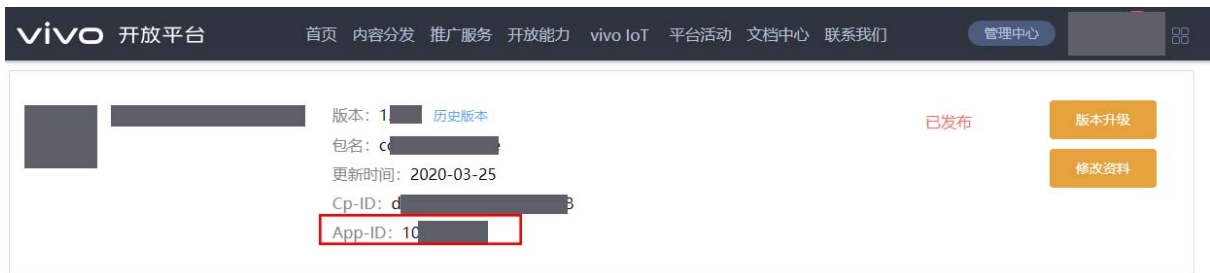 vivo 开放平台 首页 内容分发 推广服务 开放能力 vivo IoT 平台活动 文档中心 联系我们 管理中心
版本：1. 历史版本 已发布 版本升级
包名：co e
更新时间：2020-03-25 修改资料
Cp-ID：d 3
App-ID：10